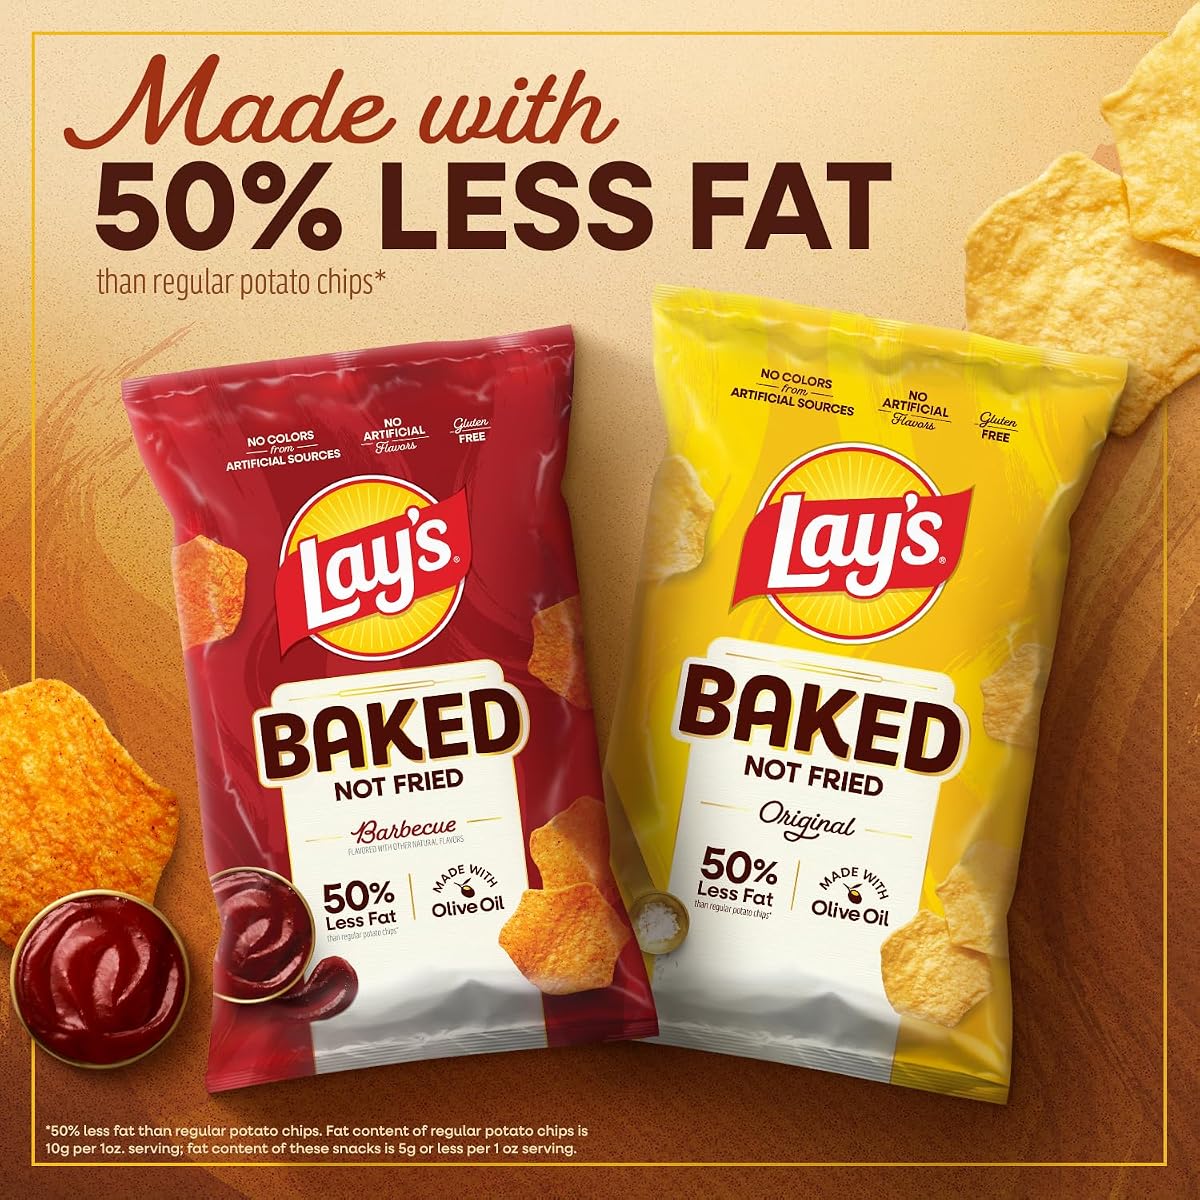 Made with
50% LESS FAT
than regular potato chips*
NO COLORS
from
ARTIFICIAL SOURCES
NO
ARTIFICIAL
Flavors
Gluten
FREE
Lay's®
BAKED
NOT FRIED
Barbecue
FLAVORED WITH OTHER NATURAL FLAVORS
50%
Less Fat
than regular potato chips*
MADE WITH
Olive Oil
NO COLORS
from
ARTIFICIAL SOURCES
NO
ARTIFICIAL
Flavors
Gluten
FREE
Lay's®
BAKED
NOT FRIED
Original
50%
Less Fat
than regular potato chips*
MADE WITH
Olive Oil
*50% less fat than regular potato chips. Fat content of regular potato chips is
10g per 1oz. serving; fat content of these snacks is 5g or less per 1 oz serving.